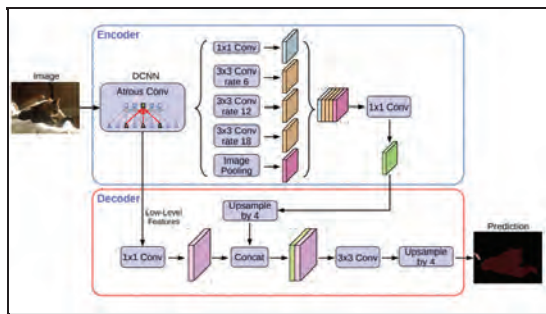 Encoder
Image
DCNN
Atrous Conv
1x1 Conv
3x3 Conv
rate 6
3x3 Conv
rate 12
3x3 Conv
rate 18
Image
Pooling
1x1 Conv
Decoder
Low-Level
Features
Upsample
by 4
1x1 Conv
Concat
3x3 Conv
Upsample
by 4
Prediction